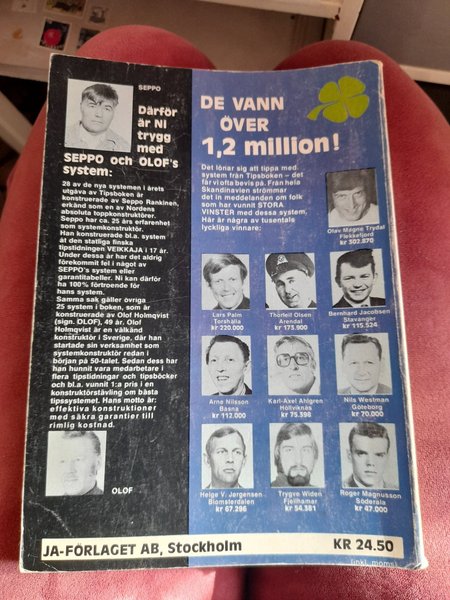 SEPPO
Därför
är NI
trygg
med
SEPPO och OLOF's
system:
28 av de nya systemen i årets
utgåva av Tipsboken är
konstruerade av Seppo Rankinen,
erkänd som en av Nordens
absoluta toppkonstruktörer.
Seppo har ca. 25 års erfarenhet
som systemkonstruktör.
Han konstruerade bl.a. system
åt den statliga finska
tipstidningen VEIKKAJA i 17 år.
Under dessa år har det aldrig
förekommit fel i något av
SEPPO's system eller
garantitabeller. Ni kan därför
ha 100% förtroende för
hans system.
Samma sak gäller övriga
25 system i boken, som är
konstruerade av Olof Holmqvist
(sign. OLOF), 49 år. Olof
Holmqvist är en välkänd
konstruktör i Sverige, där han
startade sin verksamhet som
systemkonstruktör redan i
början på 50-talet. Sedan dess har
han hunnit vara medarbetare i
flera tipstidningar och tipsböcker
och bl.a. vunnit 1:a pris i en
konstruktörstävling om bästa
tipssystemet. Hans motto är:
effektiva konstruktioner
med säkra garantier till
rimlig kostnad.
OLOF
DE VANN
ÖVER
1,2 million!
Det lönar sig att tippa med
system från Tipsboken – det
får vi ofta bevis på. Från hela
Skandinavien strömmar
det in meddelanden om folk
som har vunnit STORA
VINSTER med dessa system.
Här är några av tusentals
lyckliga vinnare:
Olav Magne Trydal
Flekkefjord
kr 302.870
Lars Palm
Torshälla
kr 220.000
Thorleif Olsen
Arendal
kr 173.900
Bernhard Jacobsen
Stavanger
kr 115.524
Arne Nilsson
Basna
kr 112.000
Karl-Axel Ahlgren
Höllviksnäs
kr 75.398
Nils Westman
Göteborg
kr 70.000
Helge V. Jørgensen
Blomsterdalen
kr 67.296
Trygve Widen
Fjellhamar
kr 54.381
Roger Magnusson
Söderala
kr 47.000
JA-FÖRLAGET AB, Stockholm
KR 24.50
(inkl. moms)